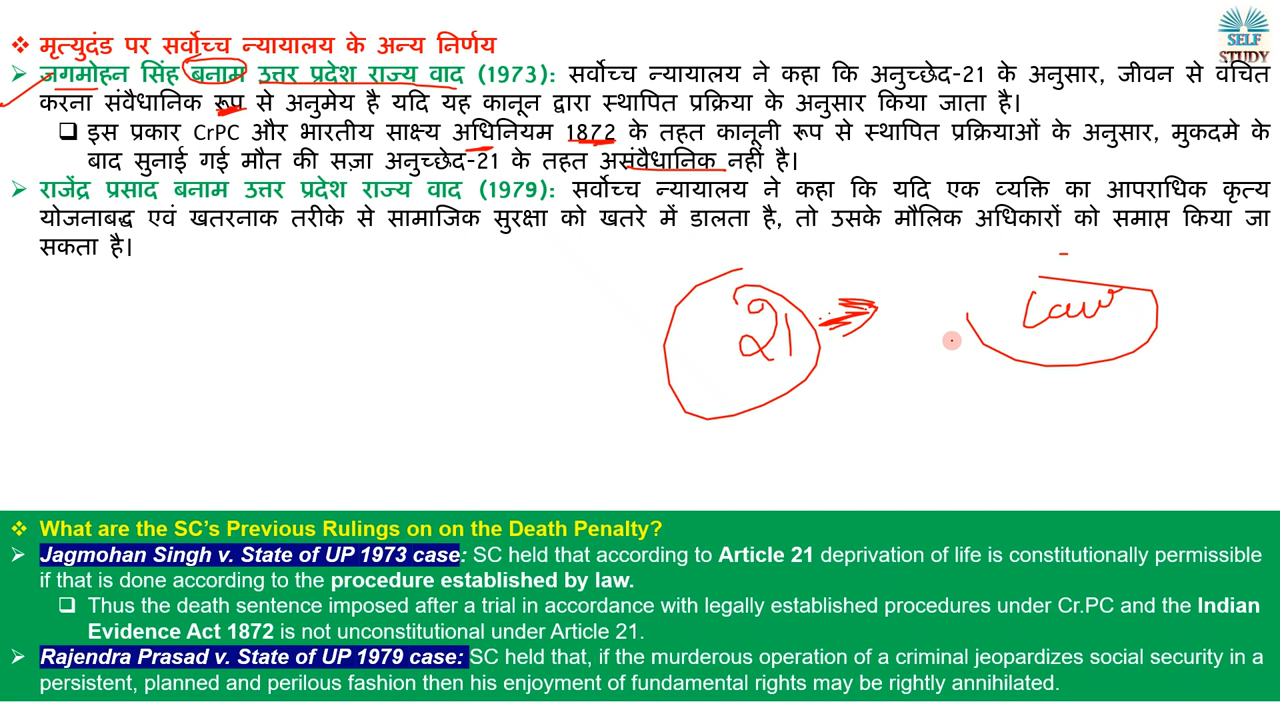 ❖ मृत्युदंड पर सर्वोच्च न्यायालय के अन्य निर्णय
SELF
STUDY
➢ जगमोहन सिंह बनाम उत्तर प्रदेश राज्य वाद (1973): सर्वोच्च न्यायालय ने कहा कि अनुच्छेद-21 के अनुसार, जीवन से वंचित
करना संवैधानिक रूप से अनुमेय है यदि यह कानून द्वारा स्थापित प्रक्रिया के अनुसार किया जाता है।
❑ इस प्रकार CrPC और भारतीय साक्ष्य अधिनियम 1872 के तहत कानूनी रूप से स्थापित प्रक्रियाओं के अनुसार, मुकदमे के
बाद सुनाई गई मौत की सज़ा अनुच्छेद-21 के तहत असंवैधानिक नहीं है।
➢ राजेंद्र प्रसाद बनाम उत्तर प्रदेश राज्य वाद (1979): सर्वोच्च न्यायालय ने कहा कि यदि एक व्यक्ति का आपराधिक कृत्य
योजनाबद्ध एवं खतरनाक तरीके से सामाजिक सुरक्षा को खतरे में डालता है, तो उसके मौलिक अधिकारों को समाप्त किया जा
सकता है।
21
Law
❖ What are the SC's Previous Rulings on on the Death Penalty?
➢ Jagmohan Singh v. State of UP 1973 case: SC held that according to Article 21 deprivation of life is constitutionally permissible
if that is done according to the procedure established by law.
❑ Thus the death sentence imposed after a trial in accordance with legally established procedures under Cr.PC and the Indian
Evidence Act 1872 is not unconstitutional under Article 21.
➢ Rajendra Prasad v. State of UP 1979 case: SC held that, if the murderous operation of a criminal jeopardizes social security in a
persistent, planned and perilous fashion then his enjoyment of fundamental rights may be rightly annihilated.